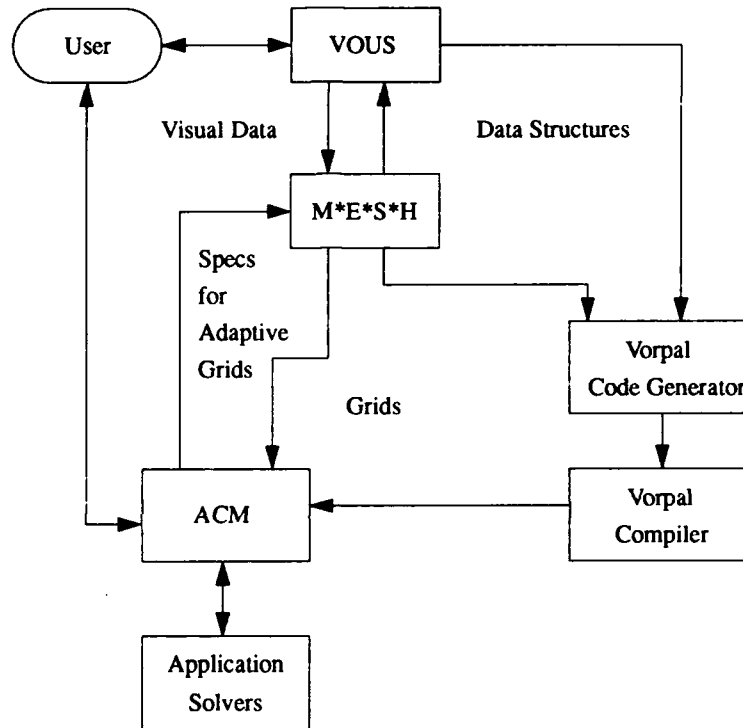 User
VOUS
Visual Data
Data Structures
M*E*S*H
Specs
for
Adaptive
Grids
Vorpal
Code Generator
Grids
ACM
Vorpal
Compiler
Application
Solvers